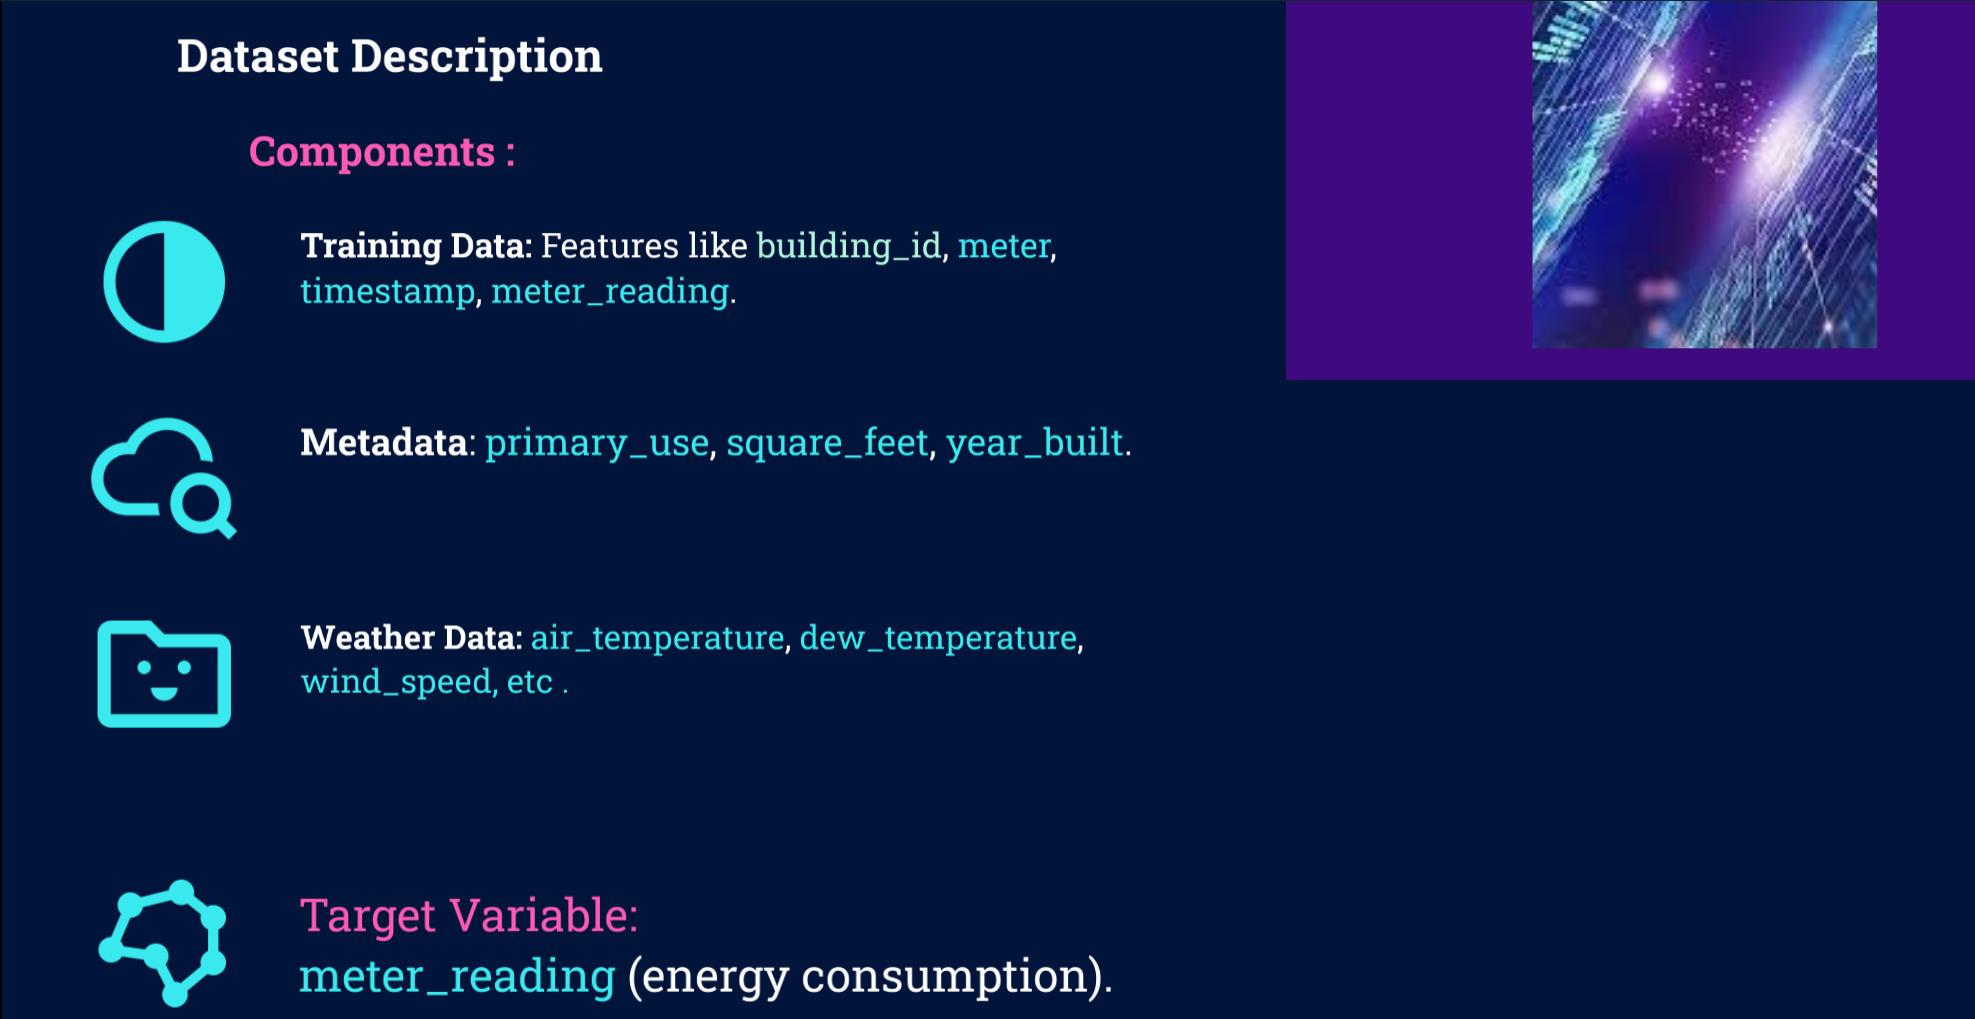 Dataset Description
Components :
Training Data: Features like building_id, meter,
timestamp, meter_reading.
Metadata: primary_use, square_feet, year_built.
Weather Data: air_temperature, dew_temperature,
wind_speed, etc .
Target Variable:
meter_reading (energy consumption).